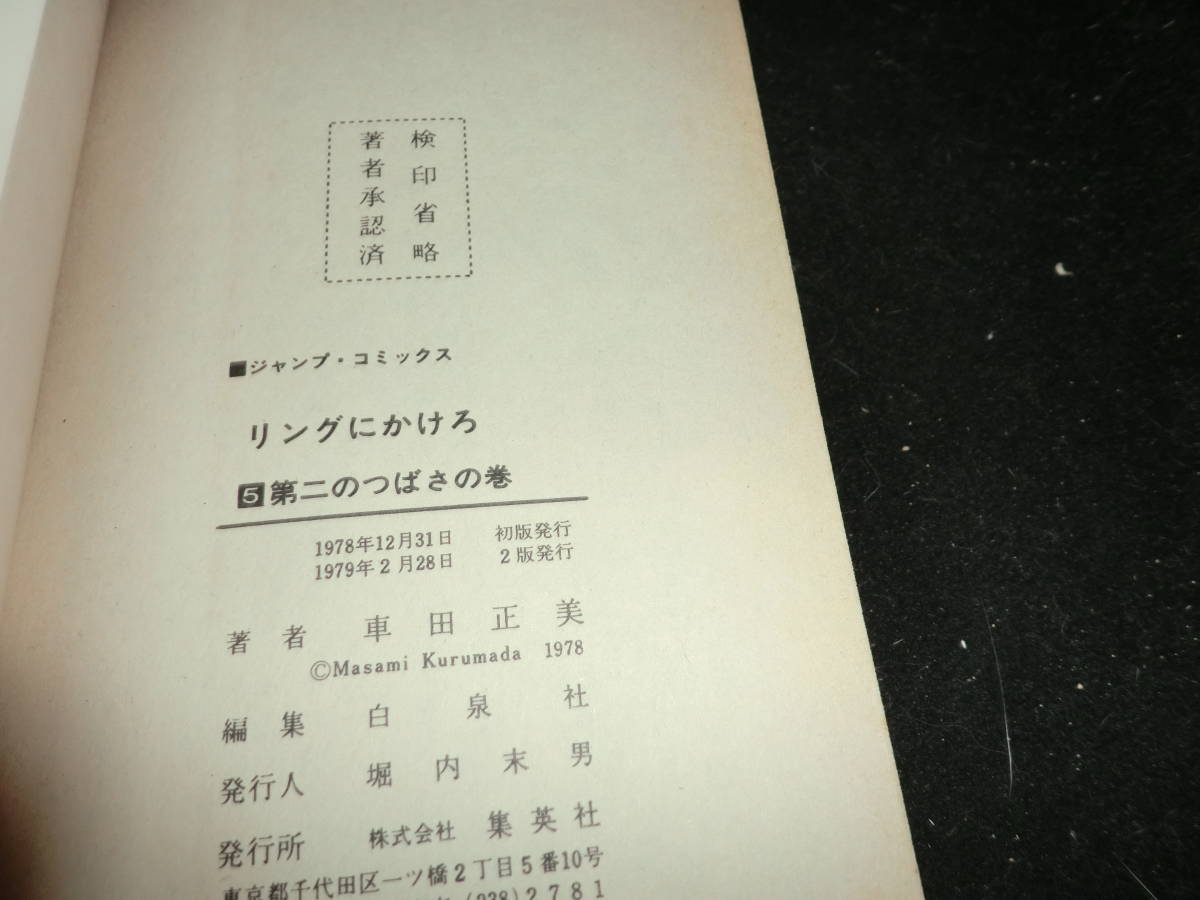 検印省略
著者承認済
■ジャンプ・コミックス
リングにかけろ
5 第二のつばさの巻
1978年12月31日 初版発行
1979年2月28日 2版発行
著者 車田正美
©Masami Kurumada 1978
編集 白泉社
発行人 堀内末男
発行所 株式会社 集英社
東京都千代田区一ツ橋2丁目5番10号
(238)2781